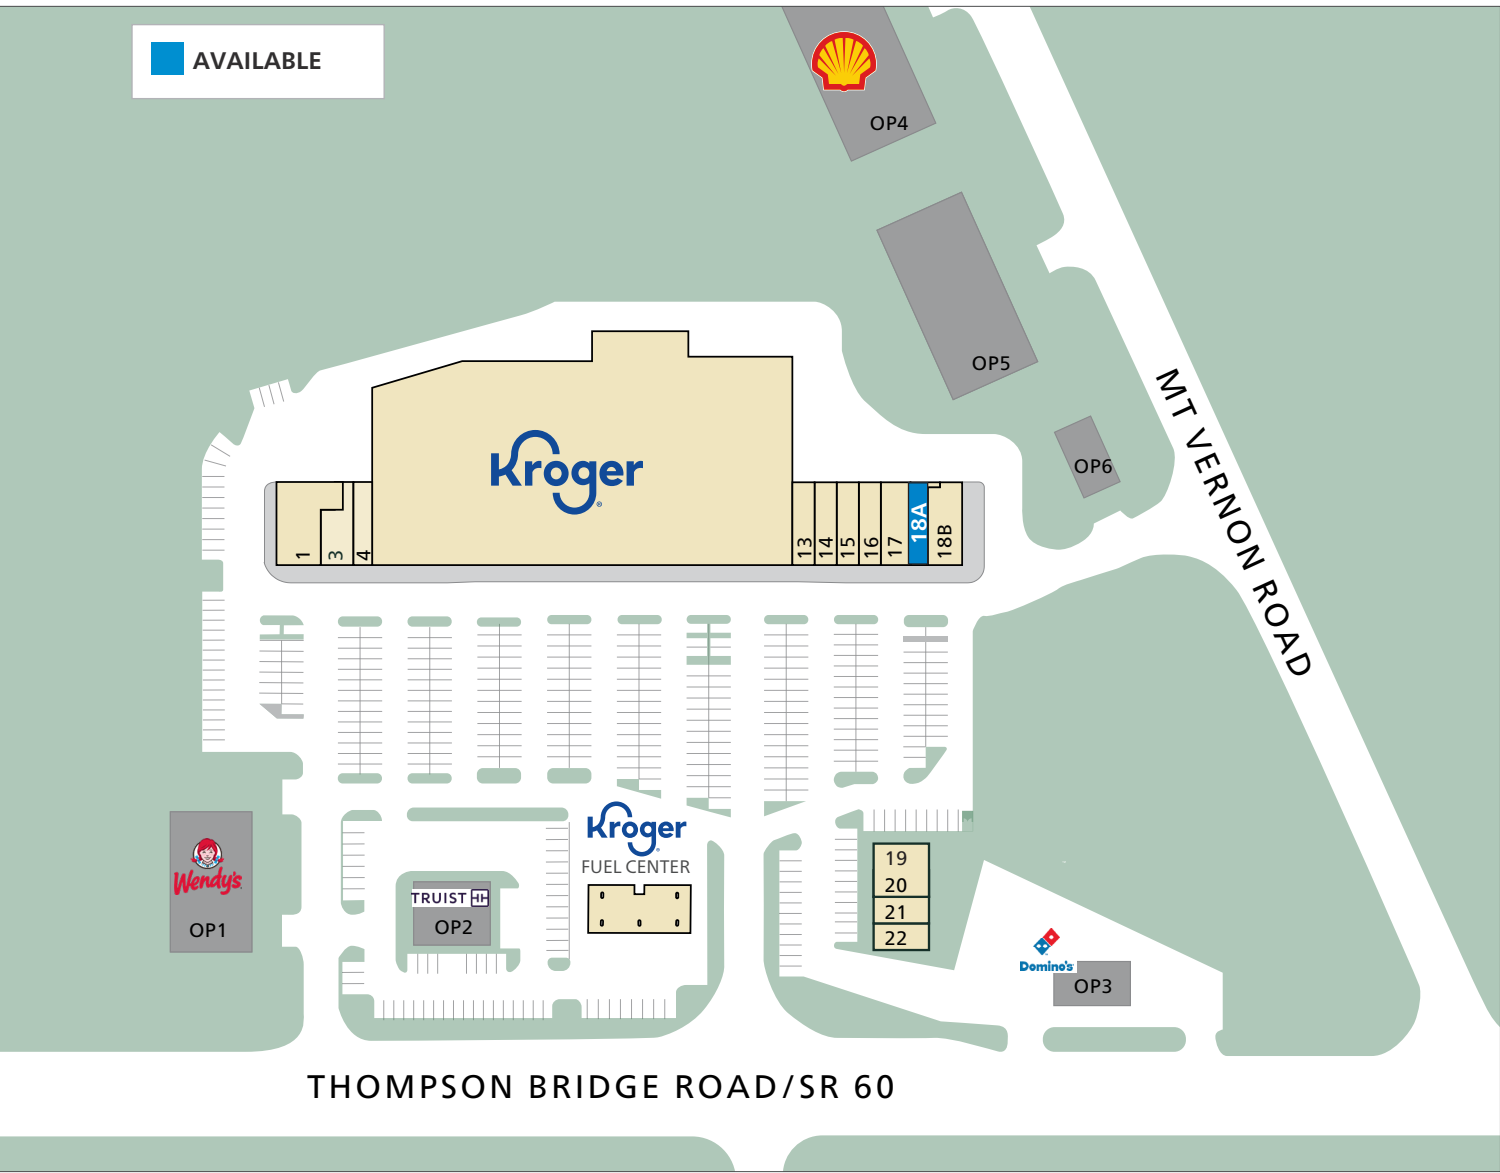 AVAILABLE
OP4
OP5
OP6
MT VERNON ROAD
Kroger
®
1
3
4
13
14
15
16
17
18A
18B
Kroger
FUEL CENTER
Wendy's
OP1
TRUIST
OP2
19
20
21
22
Domino's
OP3
THOMPSON BRIDGE ROAD/SR 60